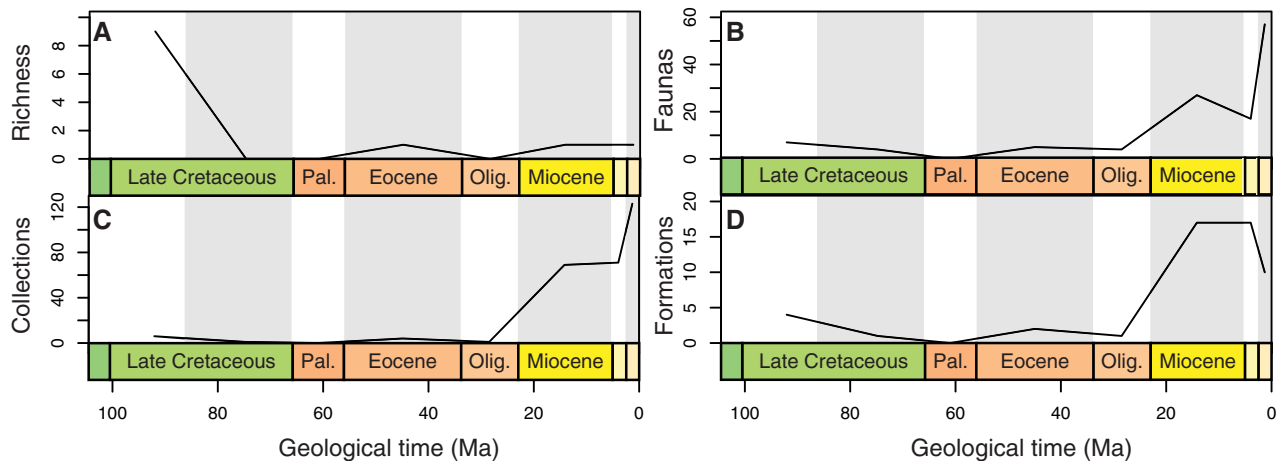 A
Richness
0 2 4 6 8
Late Cretaceous Pal. Eocene Olig. Miocene
B
Faunas
0 20 40 60
Late Cretaceous Pal. Eocene Olig. Miocene
C
Collections
0 40 80 120
Late Cretaceous Pal. Eocene Olig. Miocene
100 80 60 40 20 0
Geological time (Ma)
D
Formations
0 5 10 15 20
Late Cretaceous Pal. Eocene Olig. Miocene
100 80 60 40 20 0
Geological time (Ma)